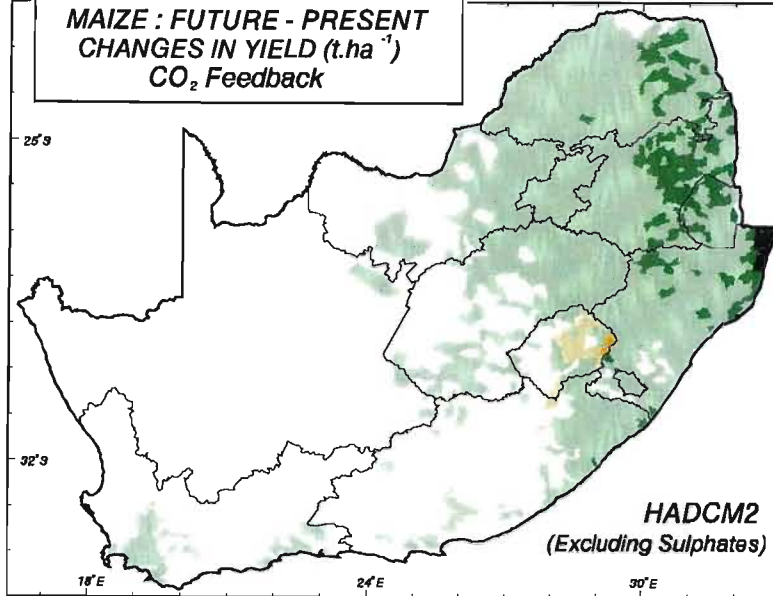 MAIZE : FUTURE - PRESENT
CHANGES IN YIELD (t.ha⁻¹)
CO₂ Feedback
25°S
32°S
HADCM2
(Excluding Sulphates)
18°E
24°E
30°E